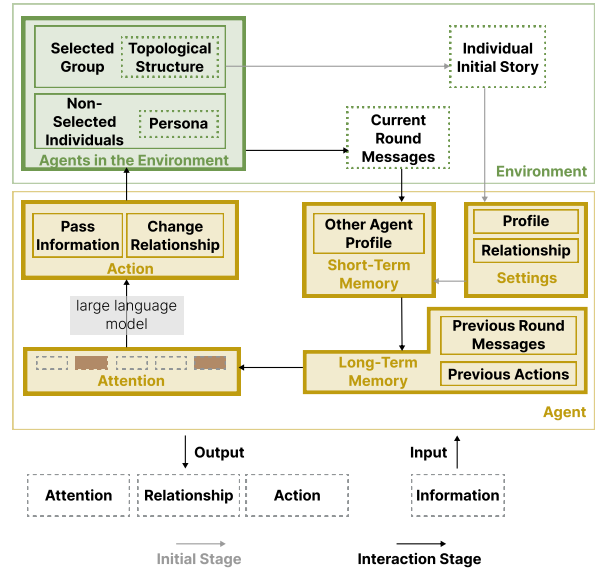 Selected
Group
Topological
Structure
Individual
Initial Story
Non-
Selected
Individuals
Persona
Agents in the Environment
Current
Round
Messages
Environment
Pass
Information
Change
Relationship
Action
Other Agent
Profile
Short-Term
Memory
Profile
Relationship
Settings
large language
model
Previous Round
Messages
Previous Actions
Long-Term
Memory
Attention
Agent
Output
Input
Attention
Relationship
Action
Information
Initial Stage
Interaction Stage